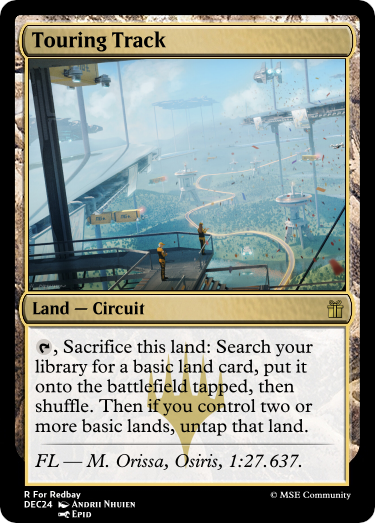 Touring Track
Land — Circuit
, Sacrifice this land: Search your
library for a basic land card, put it
onto the battlefield tapped, then
shuffle. Then if you control two or
more basic lands, untap that land.
FL — M. Orissa, Osiris, 1:27.637.
R For Redbay
DEC24 Andrii Nhuien
Epid
© MSE Community